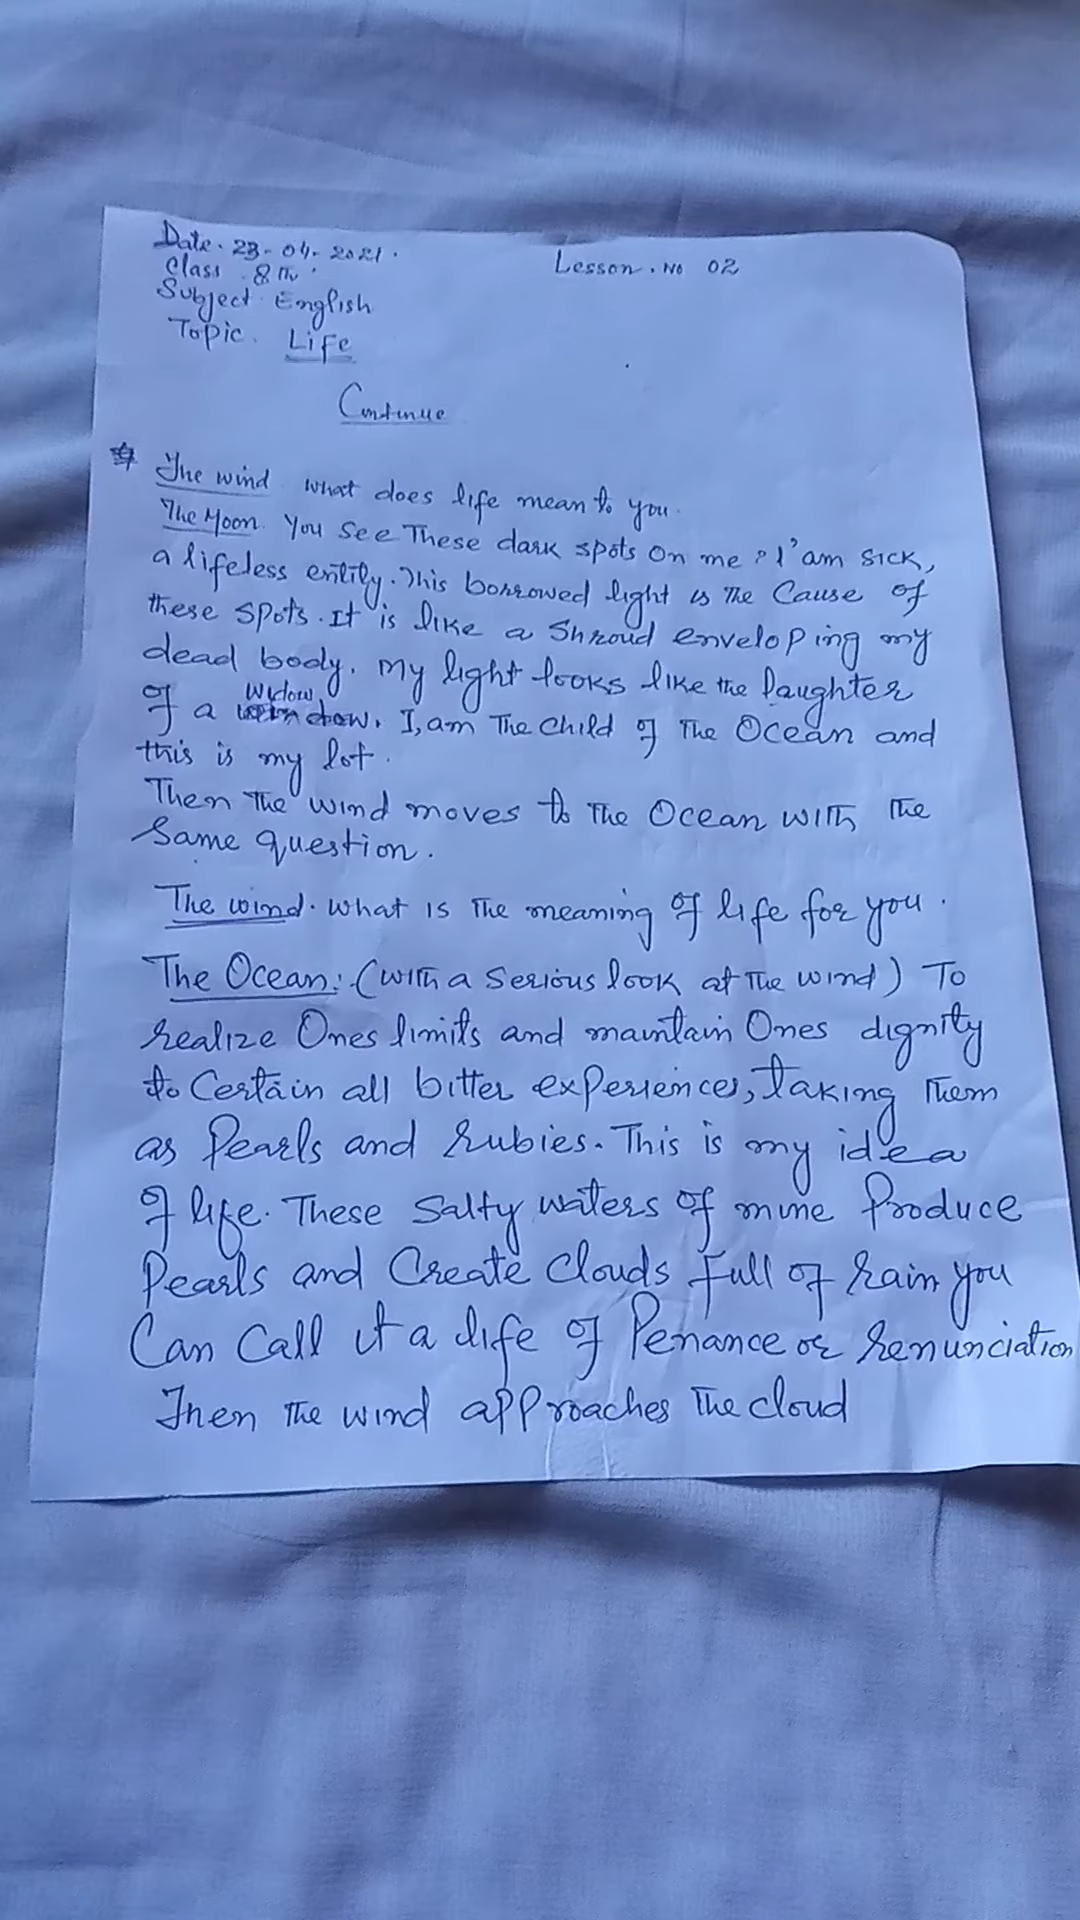 Date. 23-04-2021.
Lesson. No 02
Class 8th
Subject English
Topic. Life
Continue
The wind what does life mean to you.
The Moon. You see These dark spots on me ? I'am sick,
a lifeless entity. This borrowed light is The Cause of
these spots. It is like a Shroud enveloping my
dead body. My light looks like the laughter
widow.
of a I, am The child of The Ocean and
this is my lot.
Then The wind moves to The Ocean with The
Same question.
The wind. what is The meaning of life for you.
The Ocean: (with a Serious look at The wind) To
realize Ones limits and maintain Ones dignity
to Certain all bitter experiences, taking Them
as Pearls and rubies. This is my idea
of life. These Salty waters of mine Produce
Pearls and Create Clouds Full of rain you
Can Call it a life of Penance or renunciation
Then The wind approaches The cloud